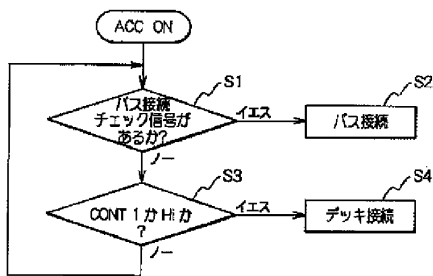 ACC ON
S1
バス接続
チェック信号が
あるか?
イエス
S2
バス接続
ノー
S3
CONT 1 か Hi か
?
イエス
S4
デッキ接続
ノー